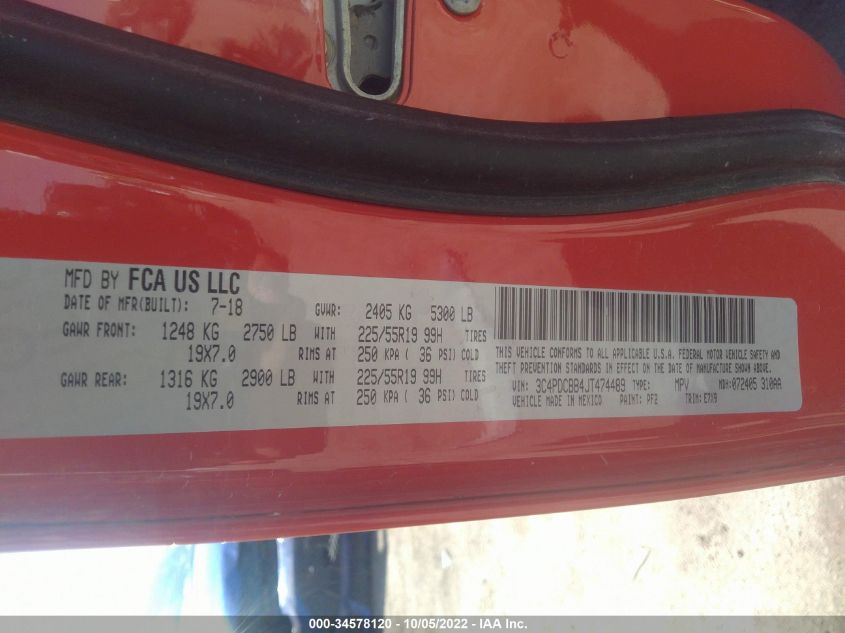 MFD BY FCA US LLC
DATE OF MFR(BUILT): 7-18 GVWR: 2405 KG 5300 LB
GAWR FRONT: 1248 KG 2750 LB WITH 225/55R19 99H TIRES
19X7.0 RIMS AT 250 KPA ( 36 PSI) COLD
GAWR REAR: 1316 KG 2900 LB WITH 225/55R19 99H TIRES
19X7.0 RIMS AT 250 KPA ( 36 PSI) COLD
THIS VEHICLE CONFORMS TO ALL APPLICABLE U.S.A. FEDERAL MOTOR VEHICLE SAFETY AND
THEFT PREVENTION STANDARDS IN EFFECT ON THE DATE OF MANUFACTURE SHOWN ABOVE.
VIN: 3C4PDCBB4JT474489 TYPE: MPV MDH: 072405 310AA
VEHICLE MADE IN MEXICO PAINT: PF2 TRIM: E7X9
000-34578120 - 10/05/2022 - IAA Inc.